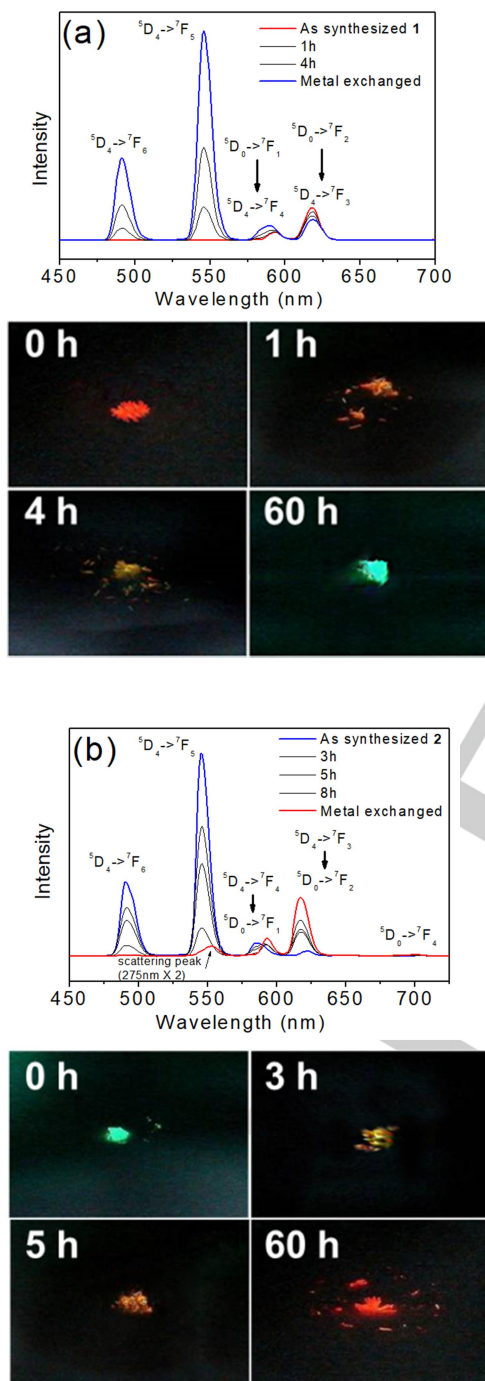 (a)
⁵D₄->⁷F₅
As synthesized 1
1h
4h
Metal exchanged
⁵D₄->⁷F₆
⁵D₀->⁷F₁
⁵D₄->⁷F₄
⁵D₀->⁷F₂
⁵D₄->⁷F₃
Intensity
450 500 550 600 650 700
Wavelength (nm)
0 h
1 h
4 h
60 h
(b)
⁵D₄->⁷F₅
As synthesized 2
3h
5h
8h
Metal exchanged
⁵D₄->⁷F₆
⁵D₄->⁷F₄
⁵D₀->⁷F₁
⁵D₄->⁷F₃
⁵D₀->⁷F₂
⁵D₀->⁷F₄
scattering peak
(275nm X 2)
Intensity
450 500 550 600 650 700
Wavelength (nm)
0 h
3 h
5 h
60 h